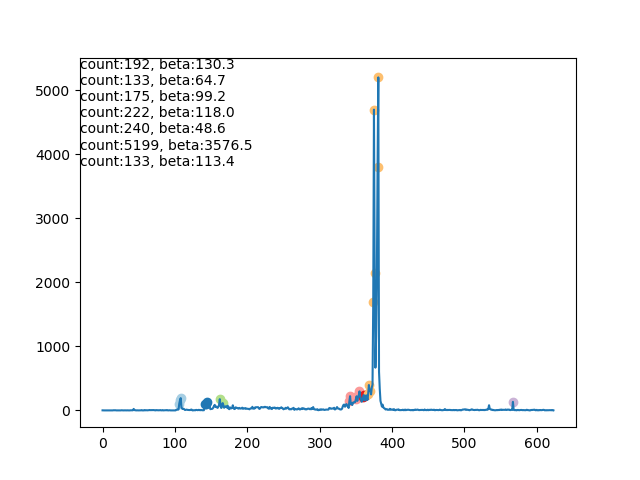 count:192, beta:130.3
count:133, beta:64.7
count:175, beta:99.2
count:222, beta:118.0
count:240, beta:48.6
count:5199, beta:3576.5
count:133, beta:113.4
5000
4000
3000
2000
1000
0
0 100 200 300 400 500 600